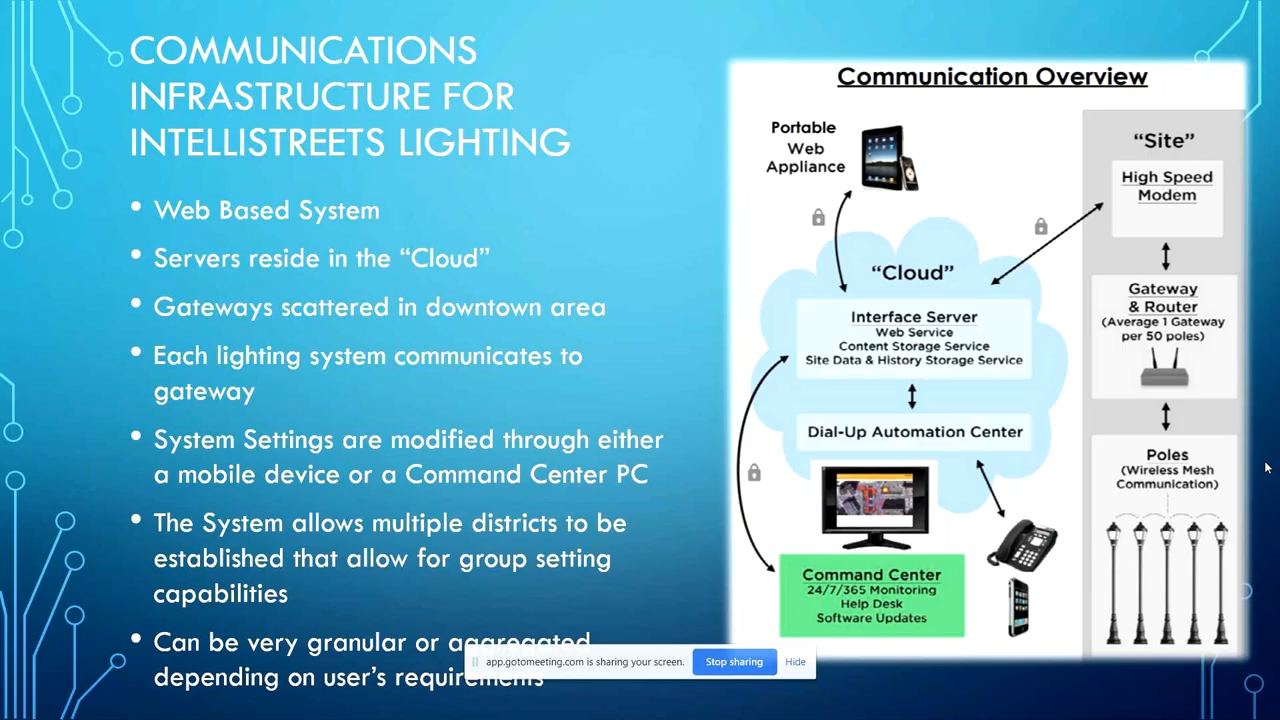 COMMUNICATIONS
INFRASTRUCTURE FOR
INTELLISTREETS LIGHTING
• Web Based System
• Servers reside in the “Cloud”
• Gateways scattered in downtown area
• Each lighting system communicates to
gateway
• System Settings are modified through either
a mobile device or a Command Center PC
• The System allows multiple districts to be
established that allow for group setting
capabilities
• Can be very granular or aggregated
depending on user’s requirements
Communication Overview
Portable
Web
Appliance
“Cloud”
Interface Server
Web Service
Content Storage Service
Site Data & History Storage Service
Dial-Up Automation Center
Command Center
24/7/365 Monitoring
Help Desk
Software Updates
“Site”
High Speed
Modem
Gateway
& Router
(Average 1 Gateway
per 50 poles)
Poles
(Wireless Mesh
Communication)
app.gotomeeting.com is sharing your screen.
Stop sharing
Hide